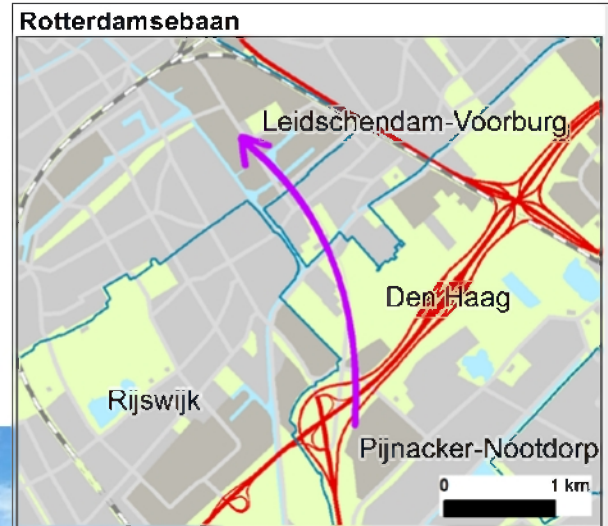 Rotterdamsebaan
Leidschendam-Voorburg
Den Haag
Rijswijk
Pijnacker-Nootdorp
0 1 km